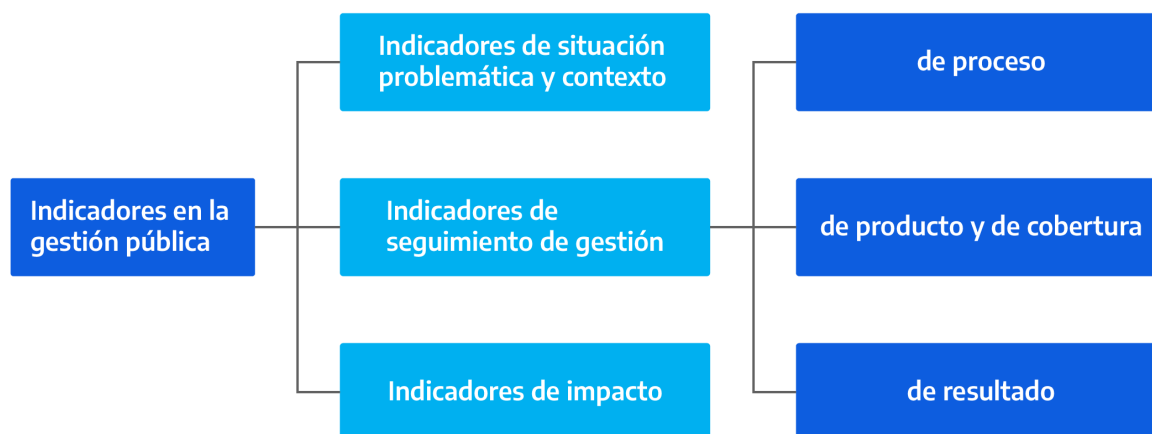 Indicadores en la
gestión pública
Indicadores de situación
problemática y contexto
Indicadores de
seguimiento de gestión
Indicadores de impacto
de proceso
de producto y de cobertura
de resultado